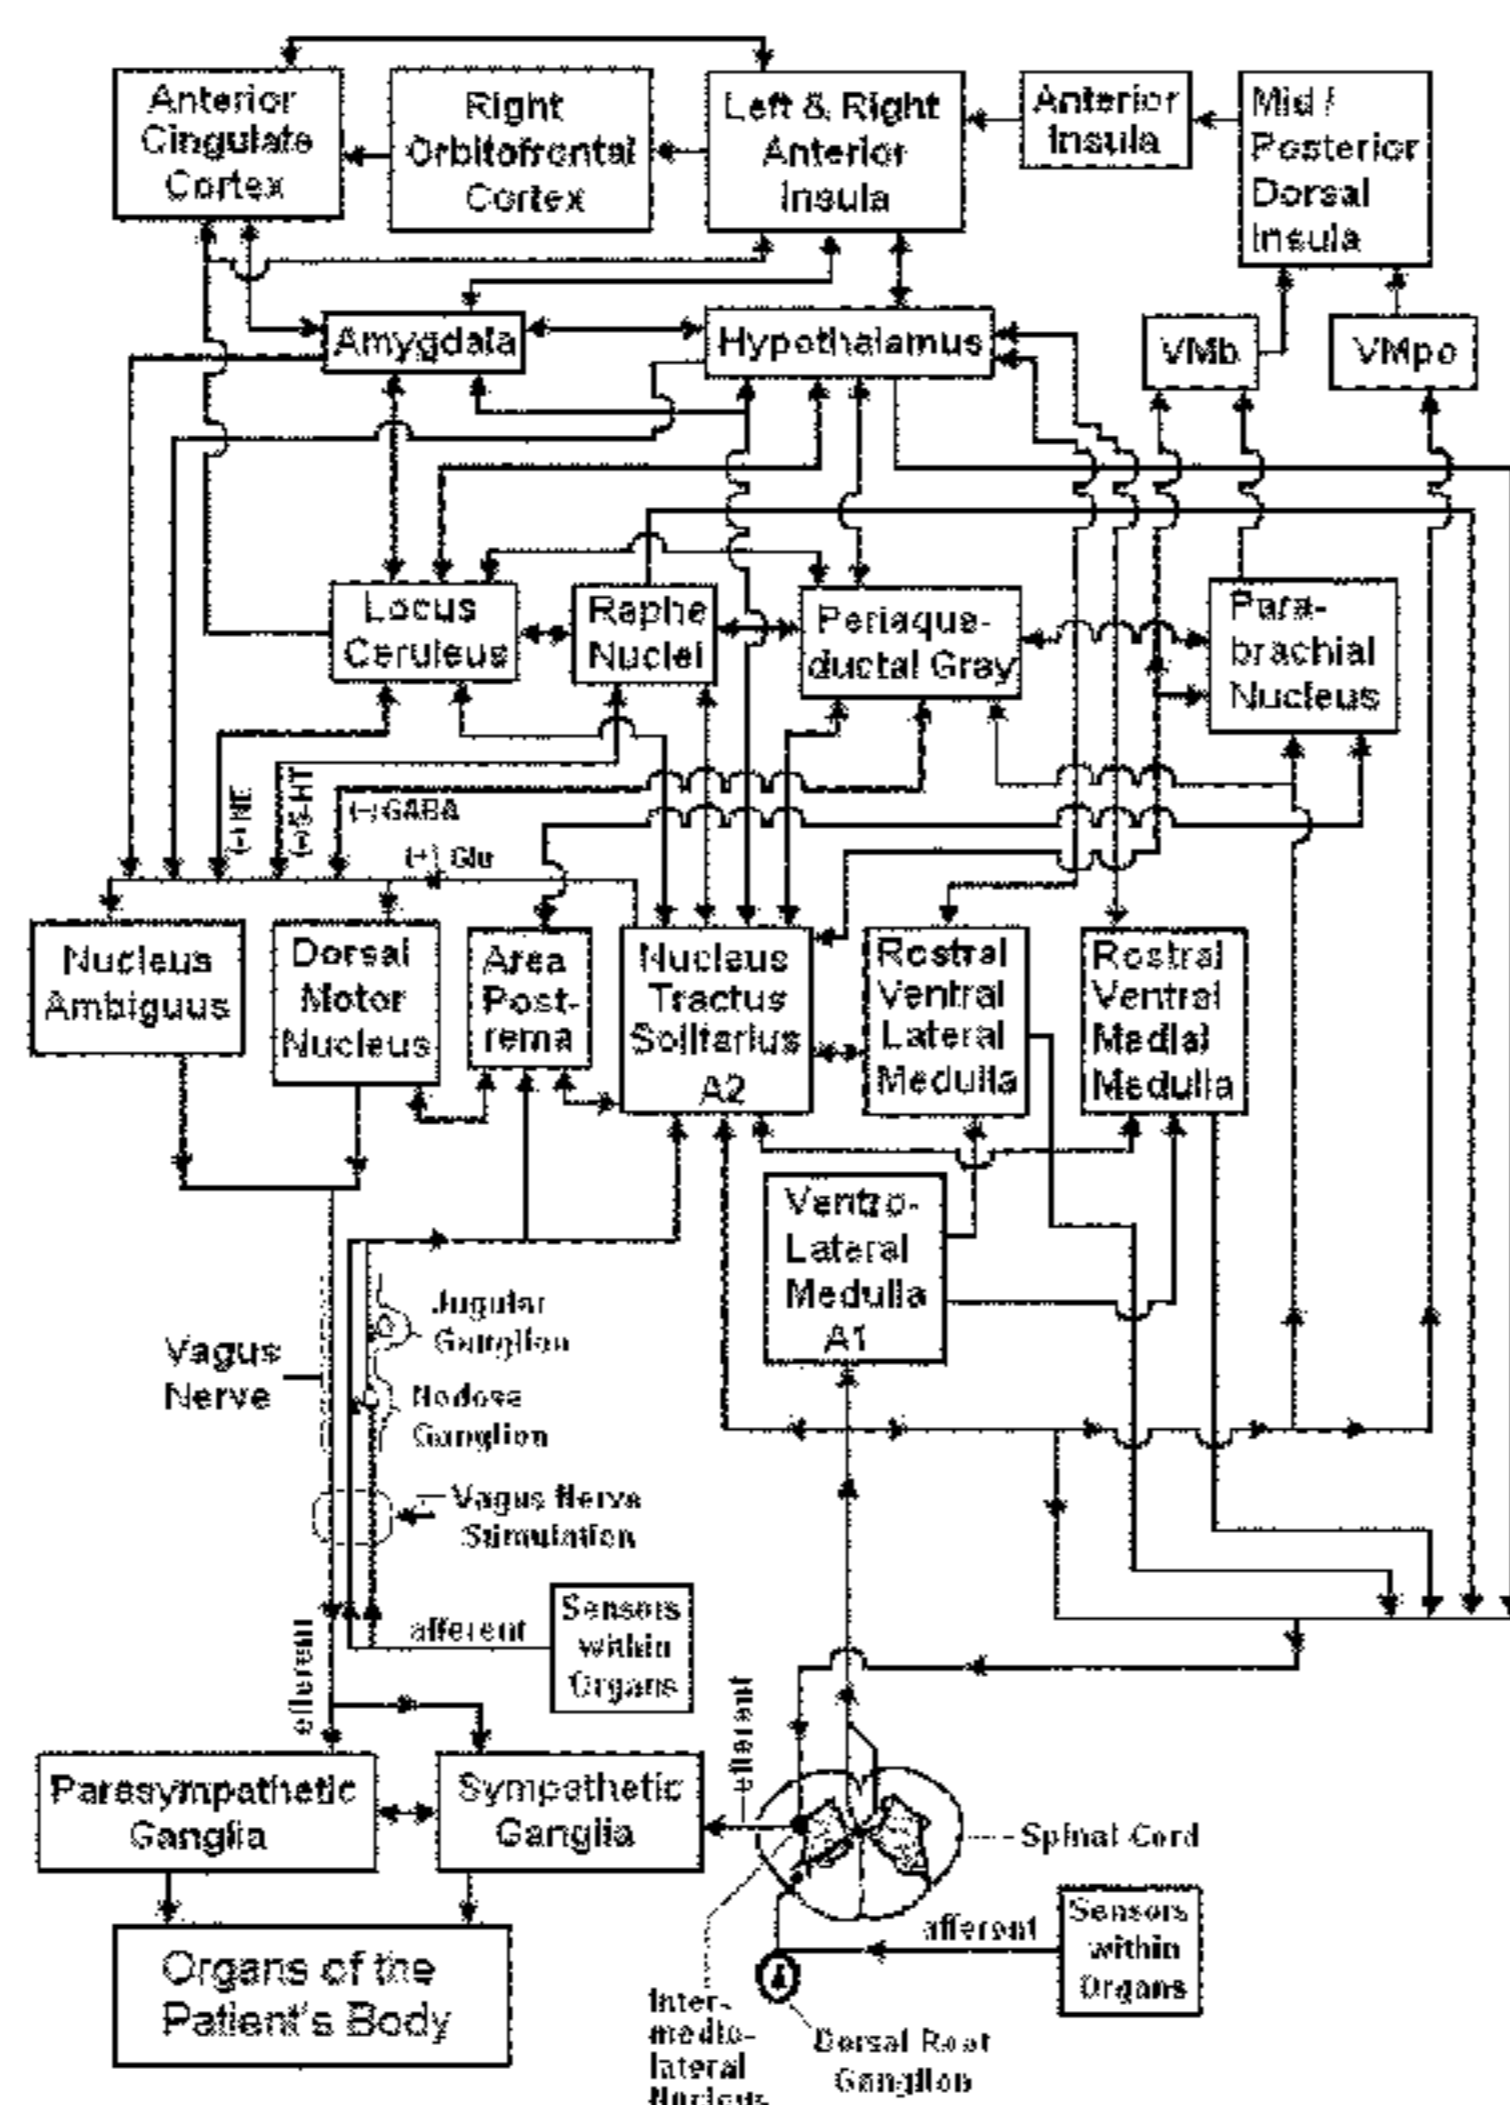 Anterior
Cingulate
Cortex
Right
Orbitofrontal
Cortex
Left & Right
Anterior
Insula
Anterior
Insula
Mid /
Posterior
Dorsal
Insula
Amygdala
Hypothalamus
VMb
VMpo
Locus
Ceruleus
Raphe
Nuclei
Periaque-
ductal Gray
Para-
brachial
Nucleus
(-) NE
(-)5-HT
(-) GABA
(+) Glu
Nucleus
Ambiguus
Dorsal
Motor
Nucleus
Area
Post-
rema
Nucleus
Tractus
Solitarius
A2
Rostral
Ventral
Lateral
Medulla
Rostral
Ventral
Medial
Medulla
Ventro-
Lateral
Medulla
A1
Jugular
Ganglion
Vagus
Nerve
Nodose
Ganglion
Vagus Nerve
Stimulation
Sensors
within
Organs
afferent
efferent
efferent
Parasympathetic
Ganglia
Sympathetic
Ganglia
Spinal Cord
Sensors
within
Organs
afferent
Organs of the
Patient's Body
Inter-
medio-
lateral
Nucleus
Dorsal Root
Ganglion